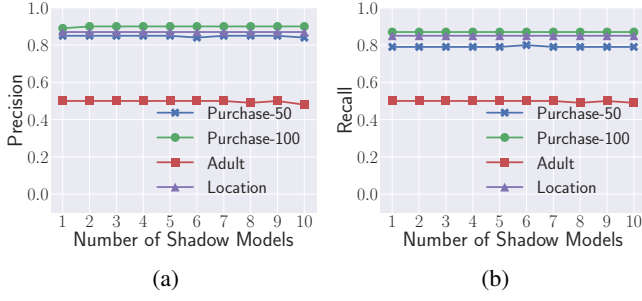 1.0
0.8
0.6
0.4
0.2
0.0
Precision
Purchase-50
Purchase-100
Adult
Location
1 2 3 4 5 6 7 8 9 10
Number of Shadow Models
(a)
1.0
0.8
0.6
0.4
0.2
0.0
Recall
Purchase-50
Purchase-100
Adult
Location
1 2 3 4 5 6 7 8 9 10
Number of Shadow Models
(b)